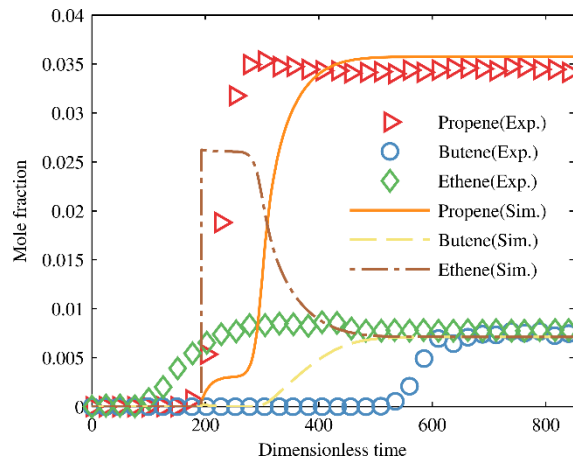 0.04
0.035
0.03
0.025
0.02
0.015
0.01
0.005
0
Mole fraction
Propene(Exp.)
Butene(Exp.)
Ethene(Exp.)
Propene(Sim.)
Butene(Sim.)
Ethene(Sim.)
0 200 400 600 800
Dimensionless time